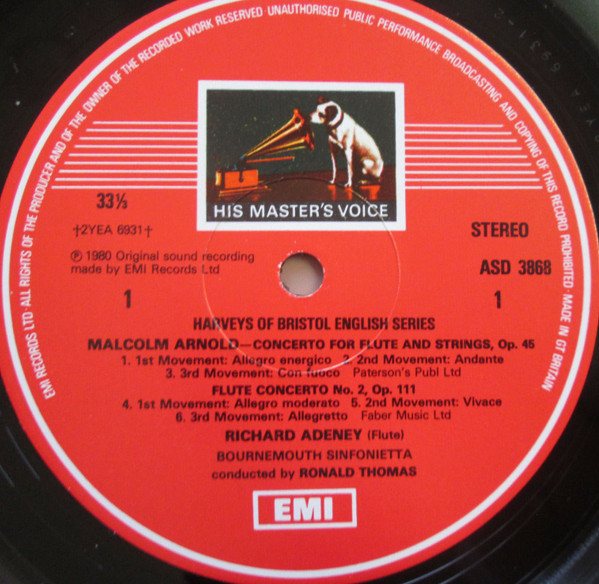 EMI RECORDS LTD · ALL RIGHTS OF THE PRODUCER AND OF THE OWNER OF THE RECORDED WORK RESERVED UNAUTHORISED PUBLIC PERFORMANCE BROADCASTING AND COPYING OF THIS RECORD PROHIBITED · MADE IN GT BRITAIN
HIS MASTER'S VOICE
33⅓
†2YEA 6931†
STEREO
℗ 1980 Original sound recording
made by EMI Records Ltd
ASD 3868
1
1
HARVEYS OF BRISTOL ENGLISH SERIES
MALCOLM ARNOLD—CONCERTO FOR FLUTE AND STRINGS, Op. 45
1. 1st Movement: Allegro energico 2. 2nd Movement: Andante
3. 3rd Movement: Con fuoco Paterson's Publ Ltd
FLUTE CONCERTO No. 2, Op. 111
4. 1st Movement: Allegro moderato 5. 2nd Movement: Vivace
6. 3rd Movement: Allegretto Faber Music Ltd
RICHARD ADENEY (Flute)
BOURNEMOUTH SINFONIETTA
conducted by RONALD THOMAS
EMI